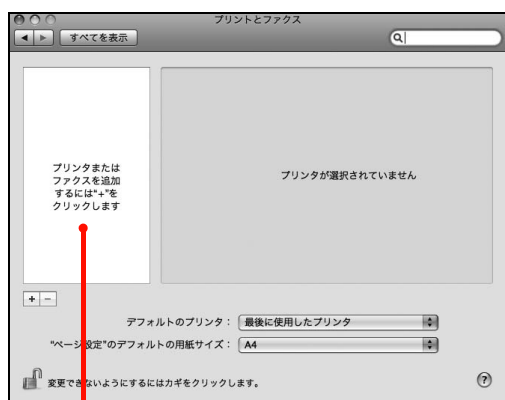 プリントとファクス
すべてを表示
プリンタまたは
ファクスを追加
するには"+"を
クリックします
プリンタが選択されていません
+ −
デフォルトのプリンタ： 最後に使用したプリンタ
"ページ設定"のデフォルトの用紙サイズ： A4
変更できないようにするにはカギをクリックします。
?